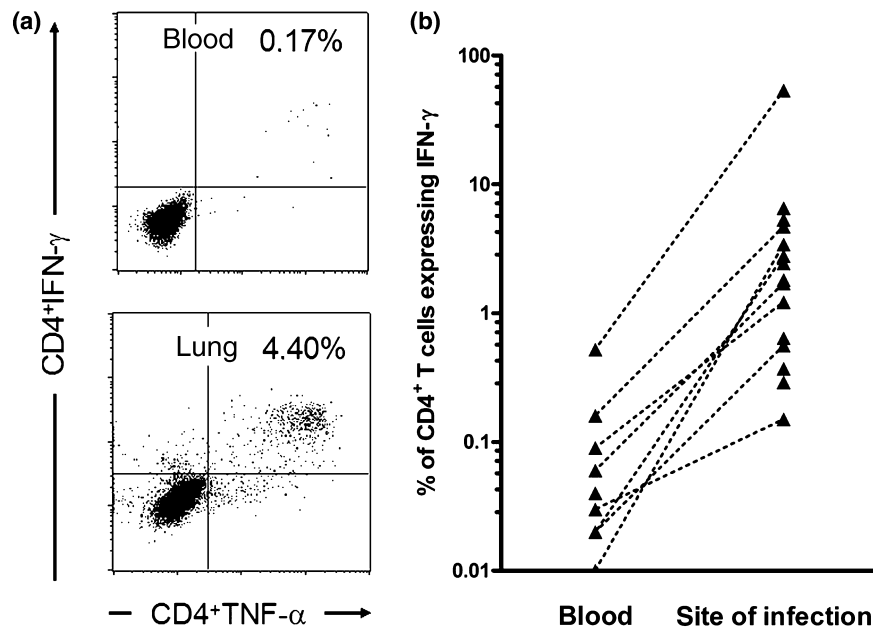 (a)
Blood 0.17%
Lung 4.40%
CD4⁺IFN-γ
CD4⁺TNF-α
(b)
% of CD4⁺ T cells expressing IFN-γ
100
10
1
0.1
0.01
Blood Site of infection